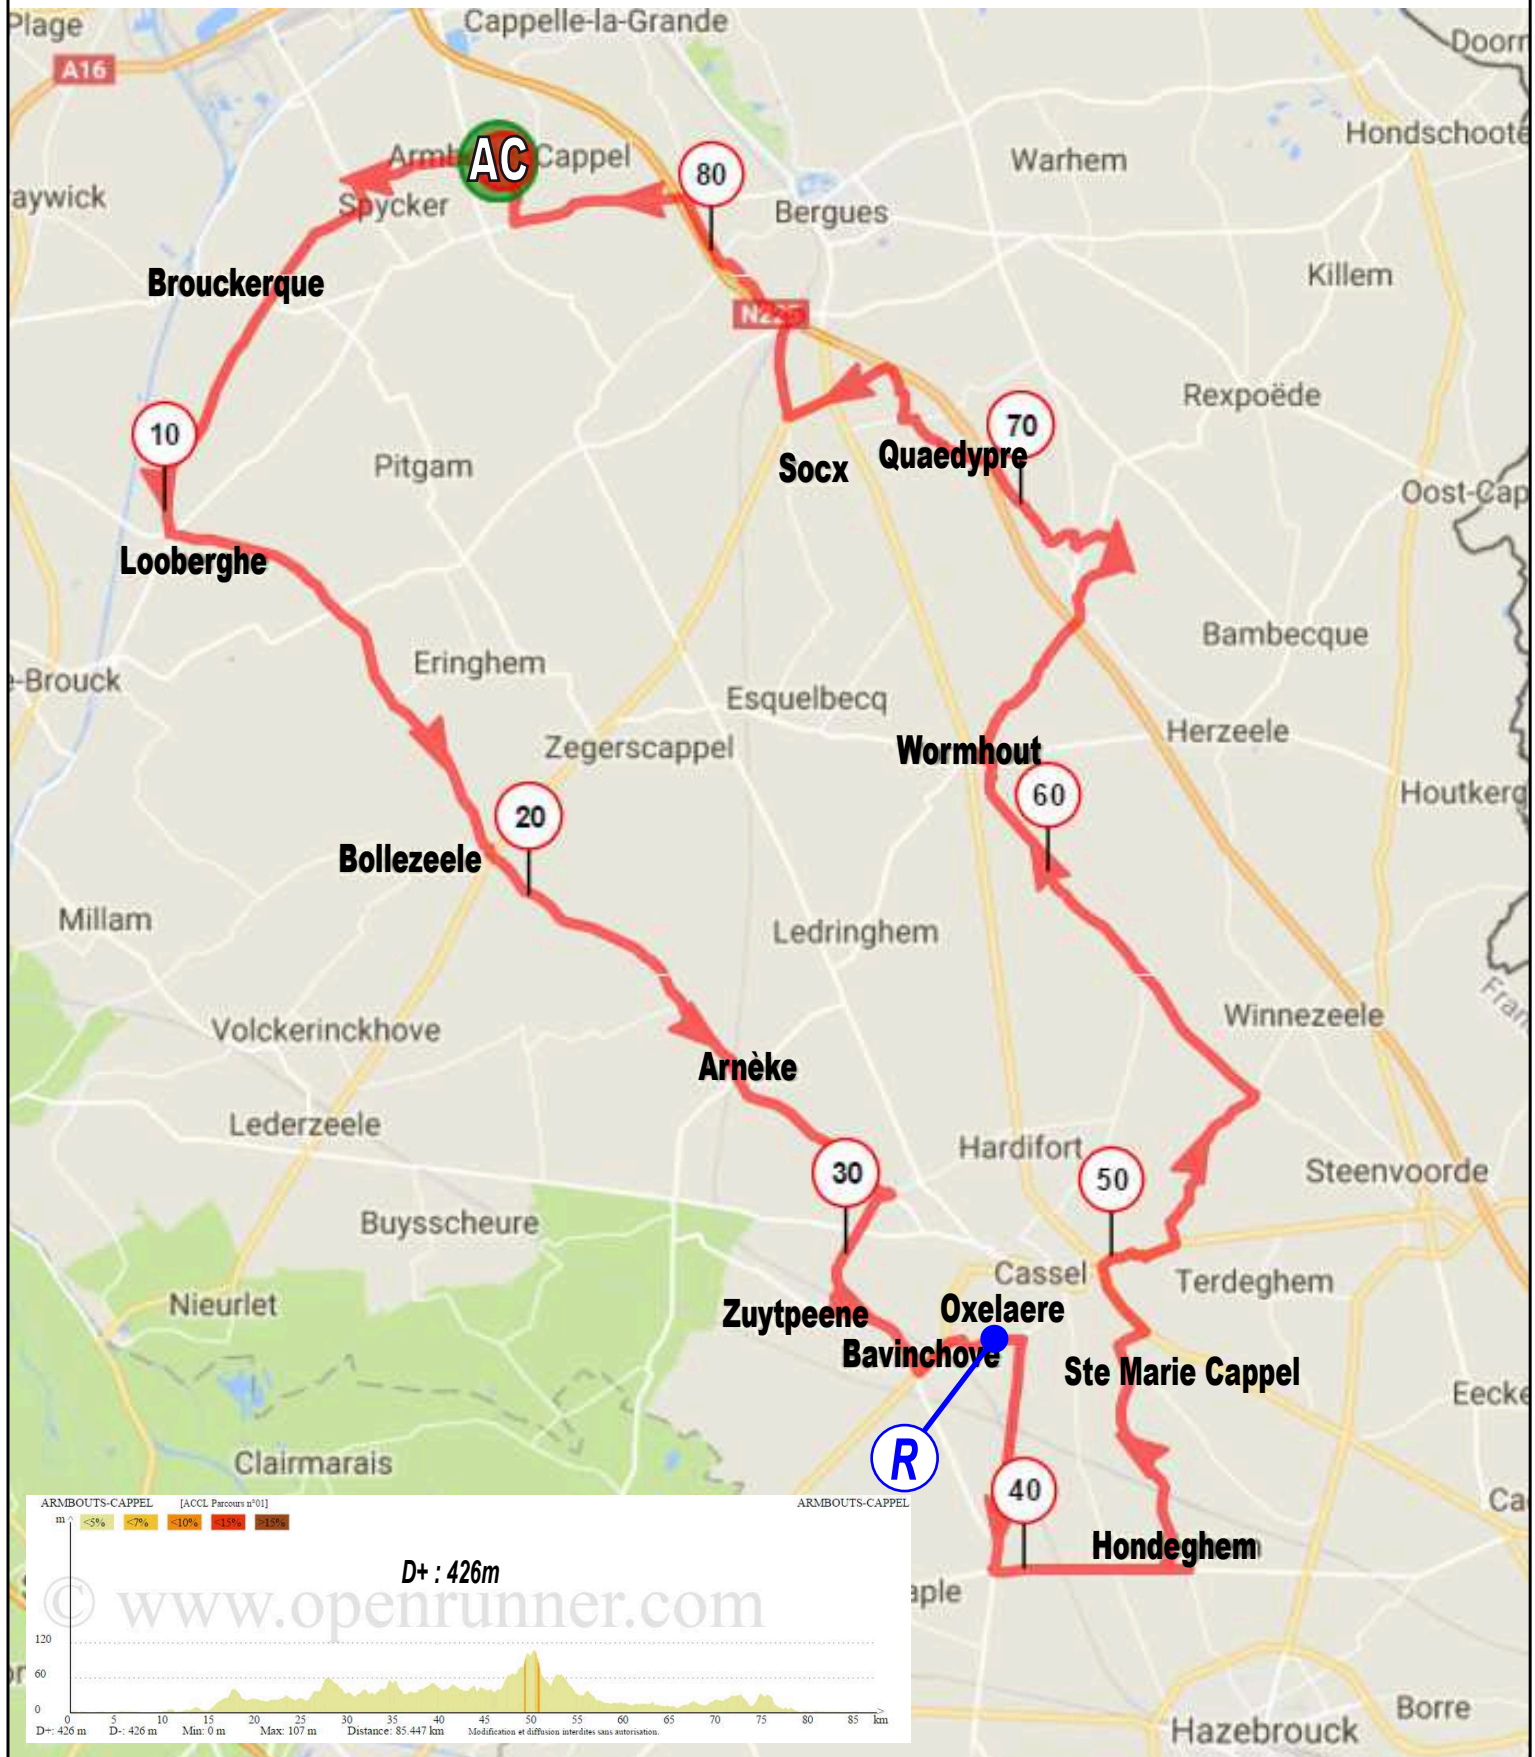 Plage
Cappelle-la-Grande
Doorn
A16
Hondschoote
AC
Cappel
Warhem
80
aywick
Spycker
Bergues
Killem
Brouckerque
N225
Rexpoëde
10
70
Pitgam
Socx
Quaedypre
Oost-Cap
Looberghe
Bambecque
Eringhem
e-Brouck
Esquelbecq
Herzeele
Zegerscappel
Wormhout
Houtkerq
60
20
Bollezeele
Millam
Ledringhem
Fran
Winnezeele
Volckerinckhove
Arnèke
Lederzeele
Hardifort
Steenvoorde
30
50
Buysscheure
Cassel
Terdeghem
Nieurlet
Oxelaere
Zuytpeene
Bavinchove
Ste Marie Cappel
Eecke
R
Clairmarais
40
Ca
ARMBOUTS-CAPPEL [ACCL Parcours n°01] ARMBOUTS-CAPPEL
m
<5% <7% <10% <15% >15%
Hondeghem
D+ : 426m
aple
© www.openrunner.com
120
60
0
0 5 10 15 20 25 30 35 40 45 50 55 60 65 70 75 80 85 km
D+: 426 m D-: 426 m Min: 0 m Max: 107 m Distance: 85.447 km Modification et diffusion interdites sans autorisation.
Borre
Hazebrouck